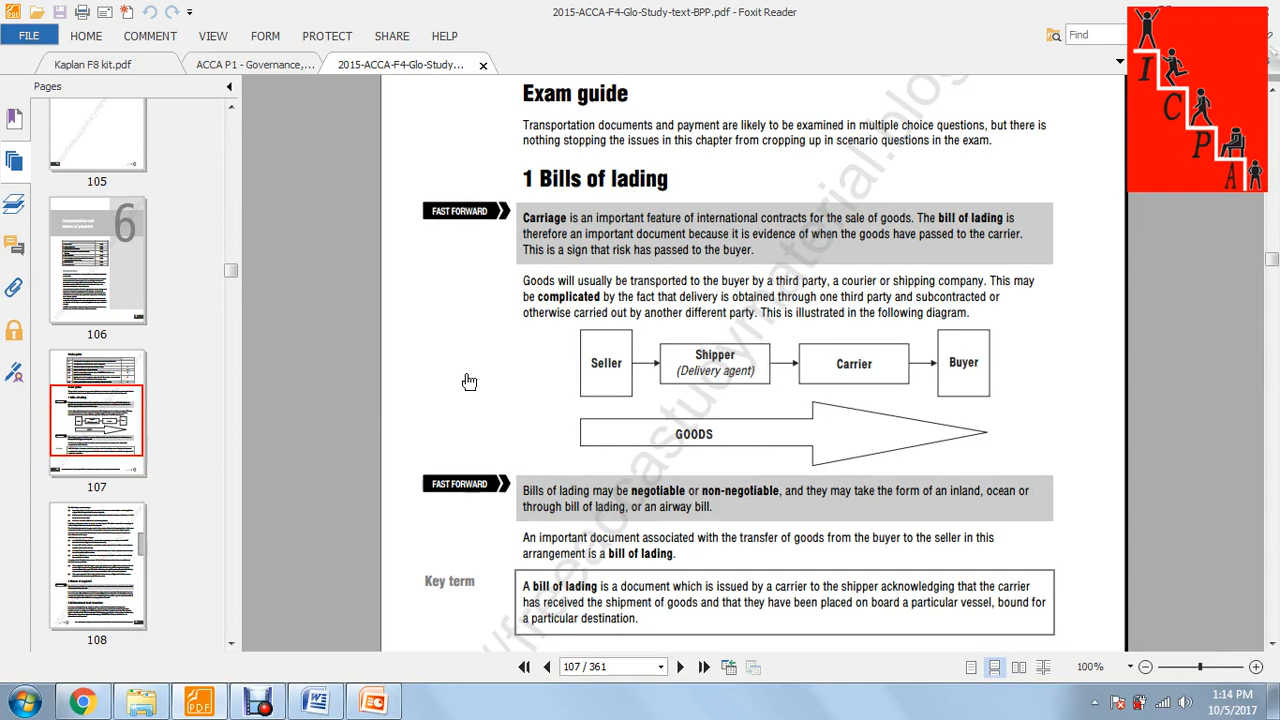 2015-ACCA-F4-Glo-Study-text-BPP.pdf - Foxit Reader
FILE HOME COMMENT VIEW FORM PROTECT SHARE HELP
Find
Kaplan F8 kit.pdf
ACCA P1 - Governance,...
2015-ACCA-F4-Glo-Study...
Pages
105
6
106
107
108
I
C
P
A
Exam guide
Transportation documents and payment are likely to be examined in multiple choice questions, but there is
nothing stopping the issues in this chapter from cropping up in scenario questions in the exam.
1 Bills of lading
FAST FORWARD
Carriage is an important feature of international contracts for the sale of goods. The bill of lading is
therefore an important document because it is evidence of when the goods have passed to the carrier.
This is a sign that risk has passed to the buyer.
Goods will usually be transported to the buyer by a third party, a courier or shipping company. This may
be complicated by the fact that delivery is obtained through one third party and subcontracted or
otherwise carried out by another different party. This is illustrated in the following diagram.
Seller
Shipper
(Delivery agent)
Carrier
Buyer
GOODS
FAST FORWARD
Bills of lading may be negotiable or non-negotiable, and they may take the form of an inland, ocean or
through bill of lading, or an airway bill.
An important document associated with the transfer of goods from the buyer to the seller in this
arrangement is a bill of lading.
Key term
A bill of lading is a document which is issued by a carrier to the shipper acknowledging that the carrier
has received the shipment of goods and that they have been placed on board a particular vessel, bound for
a particular destination.
107 / 361
100%
1:14 PM
10/5/2017